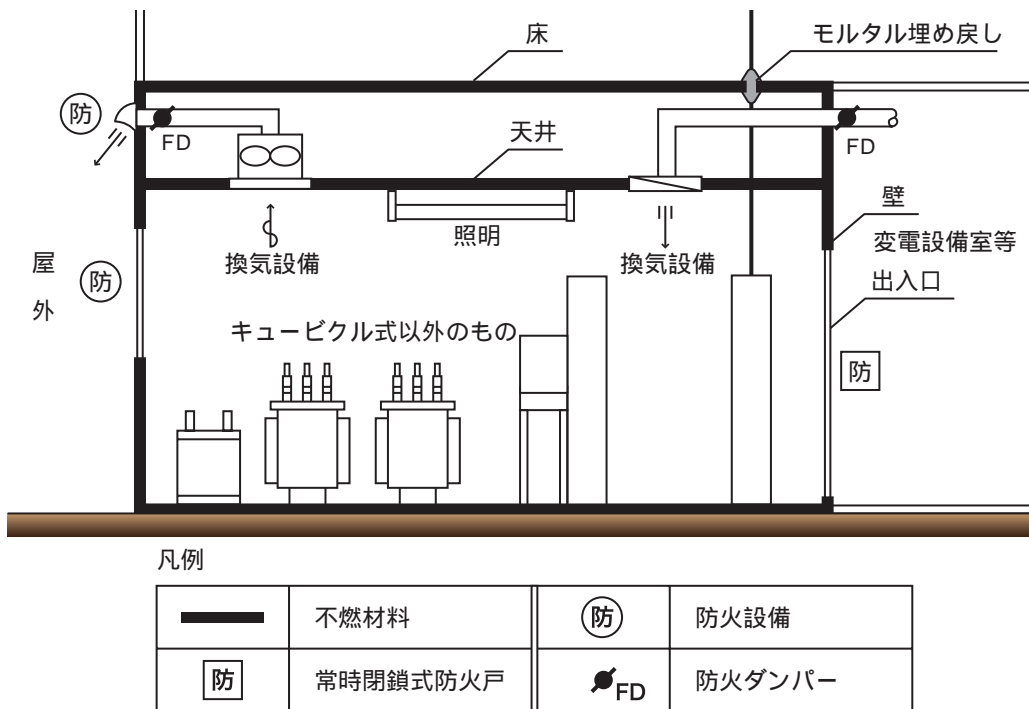 床
モルタル埋め戻し
防
FD
FD
天井
壁
照明
変電設備室等
換気設備
換気設備
出入口
屋外
防
キュービクル式以外のもの
防
凡例
不燃材料
防
防火設備
防
常時閉鎖式防火戸
FD
防火ダンパー